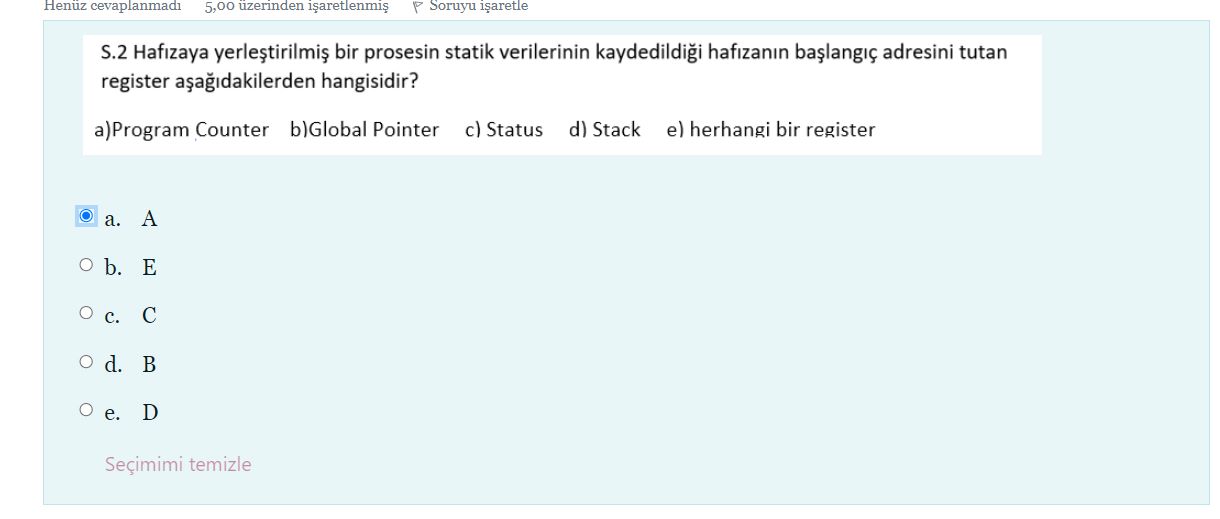 Henüz cevaplanmadı 5,00 üzerinden işaretlenmiş Soruyu işaretle
S.2 Hafızaya yerleştirilmiş bir prosesin statik verilerinin kaydedildiği hafızanın başlangıç adresini tutan
register aşağıdakilerden hangisidir?
a)Program Counter b)Global Pointer c) Status d) Stack e) herhangi bir register
a. A
b. E
c. C
d. B
e. D
Seçimimi temizle